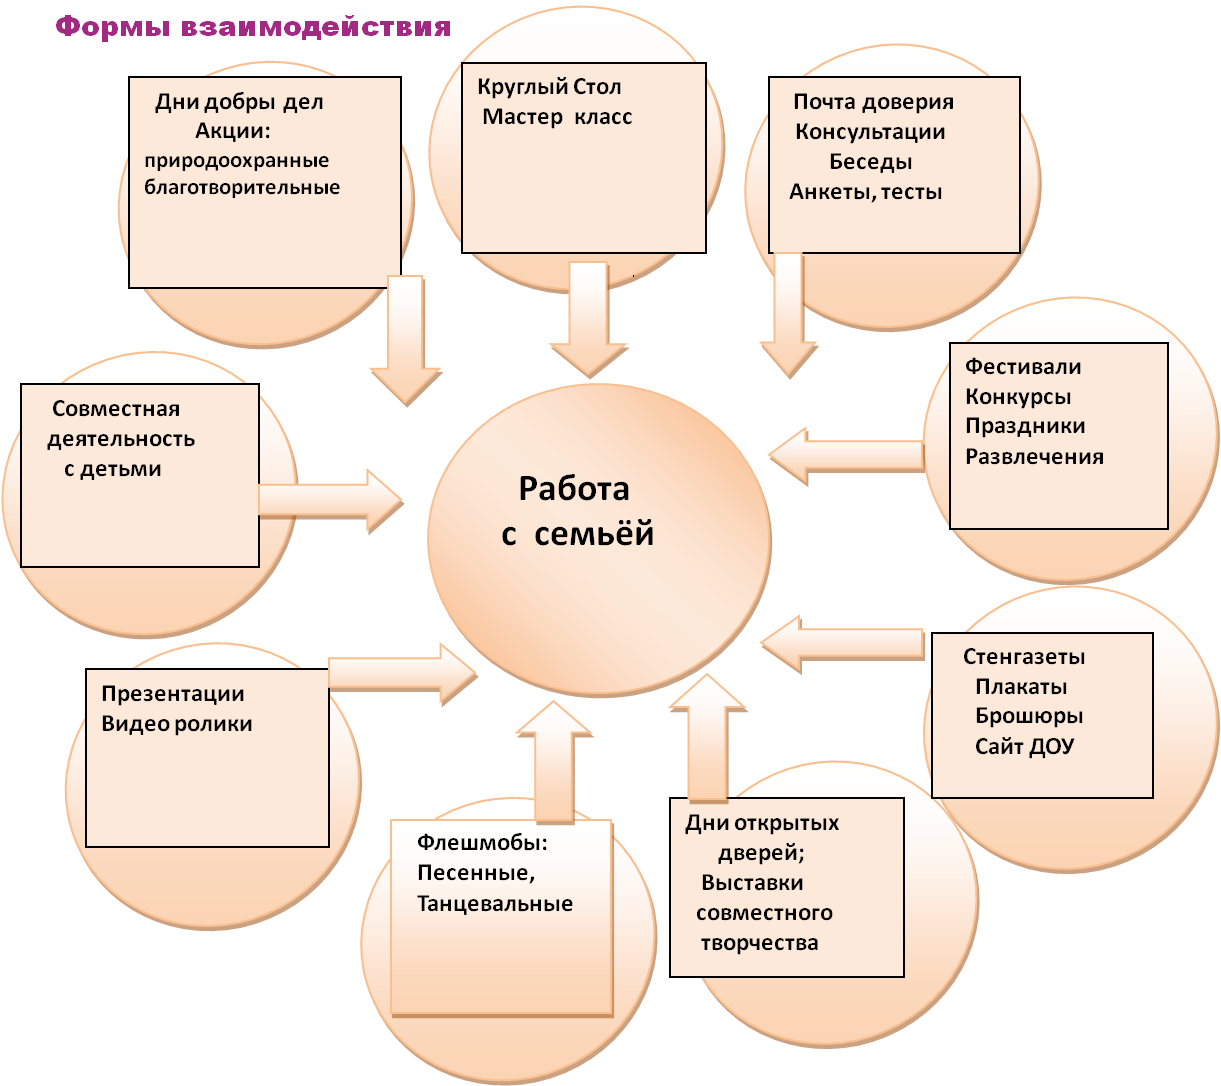 Формы взаимодействия
Дни добры дел
Акции:
природоохранные
благотворительные
Круглый Стол
Мастер класс
Почта доверия
Консультации
Беседы
Анкеты, тесты
Фестивали
Конкурсы
Праздники
Развлечения
Совместная
деятельность
с детьми
Работа
с семьёй
Стенгазеты
Плакаты
Брошюры
Сайт ДОУ
Презентации
Видео ролики
Флешмобы:
Песенные,
Танцевальные
Дни открытых
дверей;
Выставки
совместного
творчества